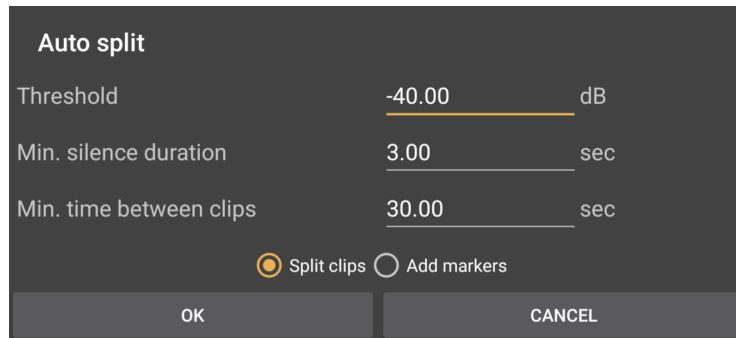 Auto split
Threshold -40.00 dB
Min. silence duration 3.00 sec
Min. time between clips 30.00 sec
Split clips Add markers
OK CANCEL